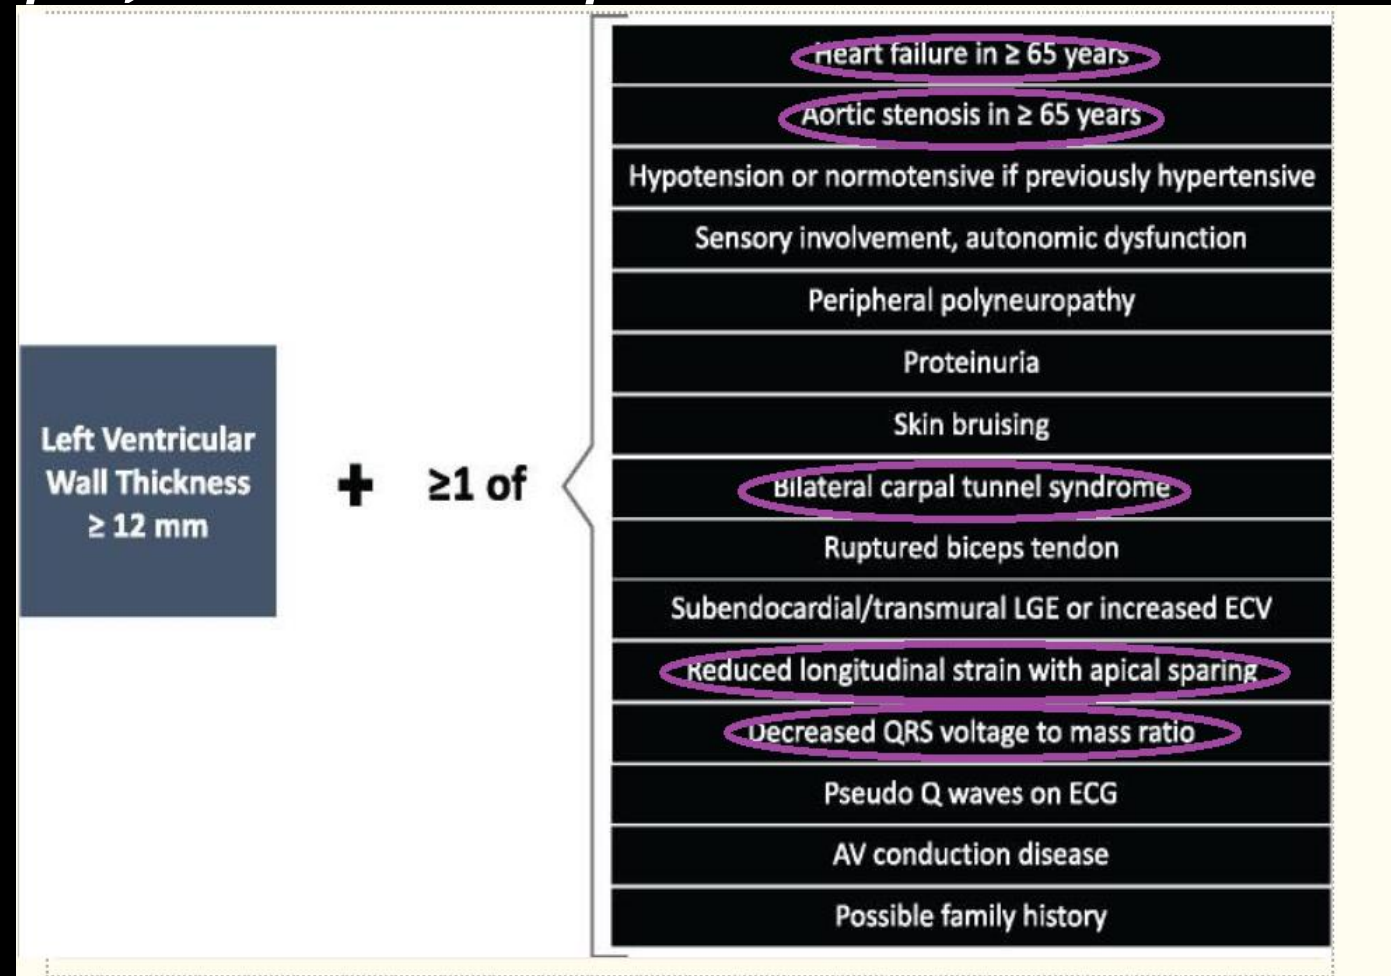 Heart failure in ≥ 65 years
Aortic stenosis in ≥ 65 years
Hypotension or normotensive if previously hypertensive
Sensory involvement, autonomic dysfunction
Peripheral polyneuropathy
Proteinuria
Skin bruising
Left Ventricular
Wall Thickness
≥ 12 mm
+ ≥1 of
Bilateral carpal tunnel syndrome
Ruptured biceps tendon
Subendocardial/transmural LGE or increased ECV
Reduced longitudinal strain with apical sparing
Decreased QRS voltage to mass ratio
Pseudo Q waves on ECG
AV conduction disease
Possible family history